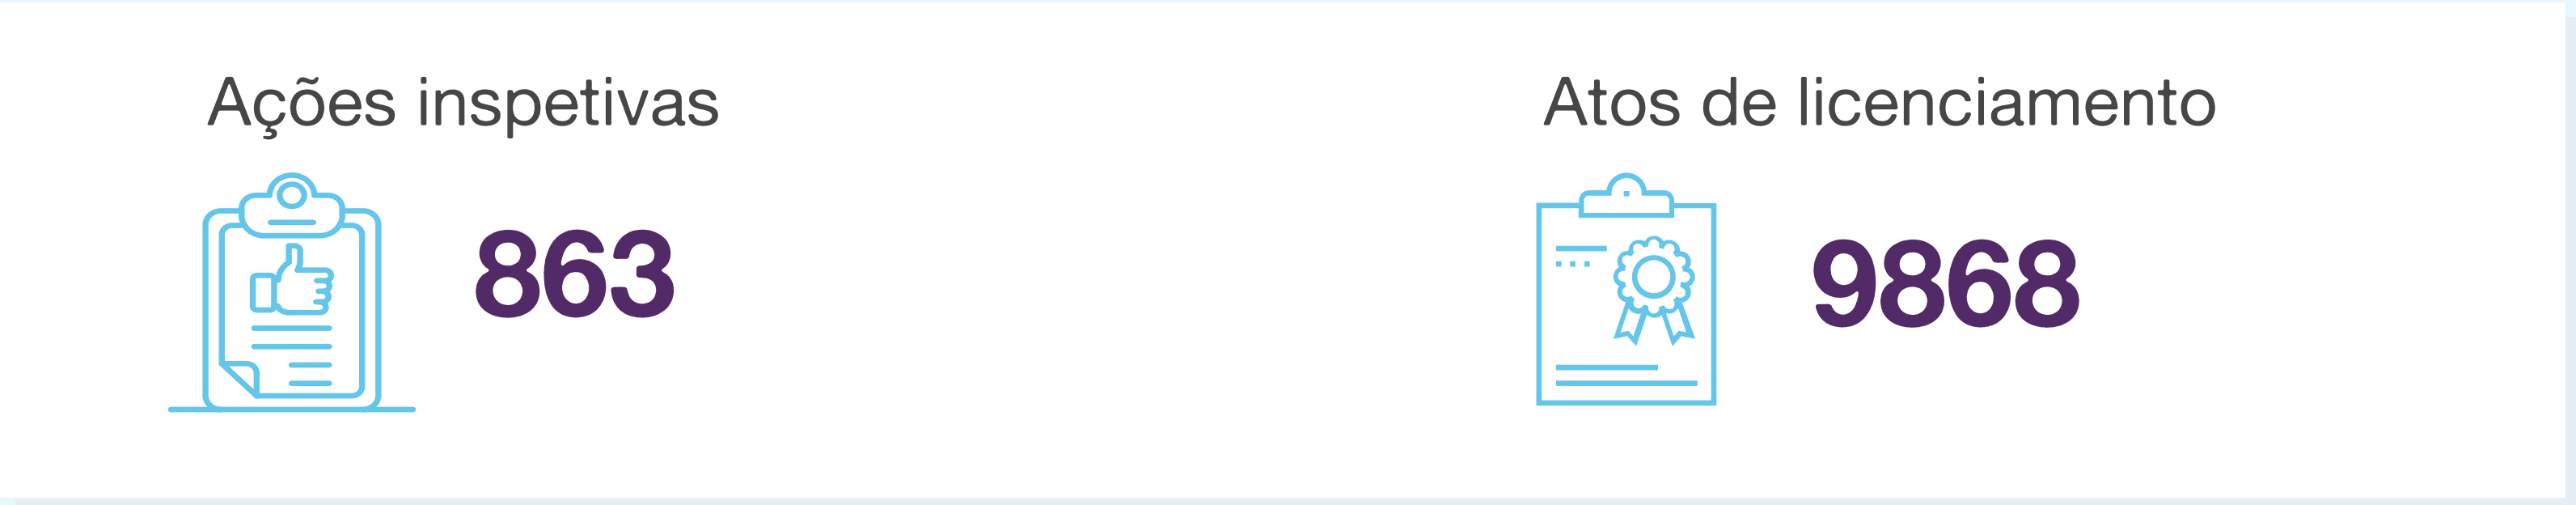 Ações inspetivas
863
Atos de licenciamento
9868